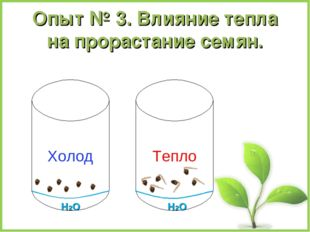 Опыт № 3. Влияние тепла
на прорастание семян.
Холод
Тепло
H₂O
H₂O